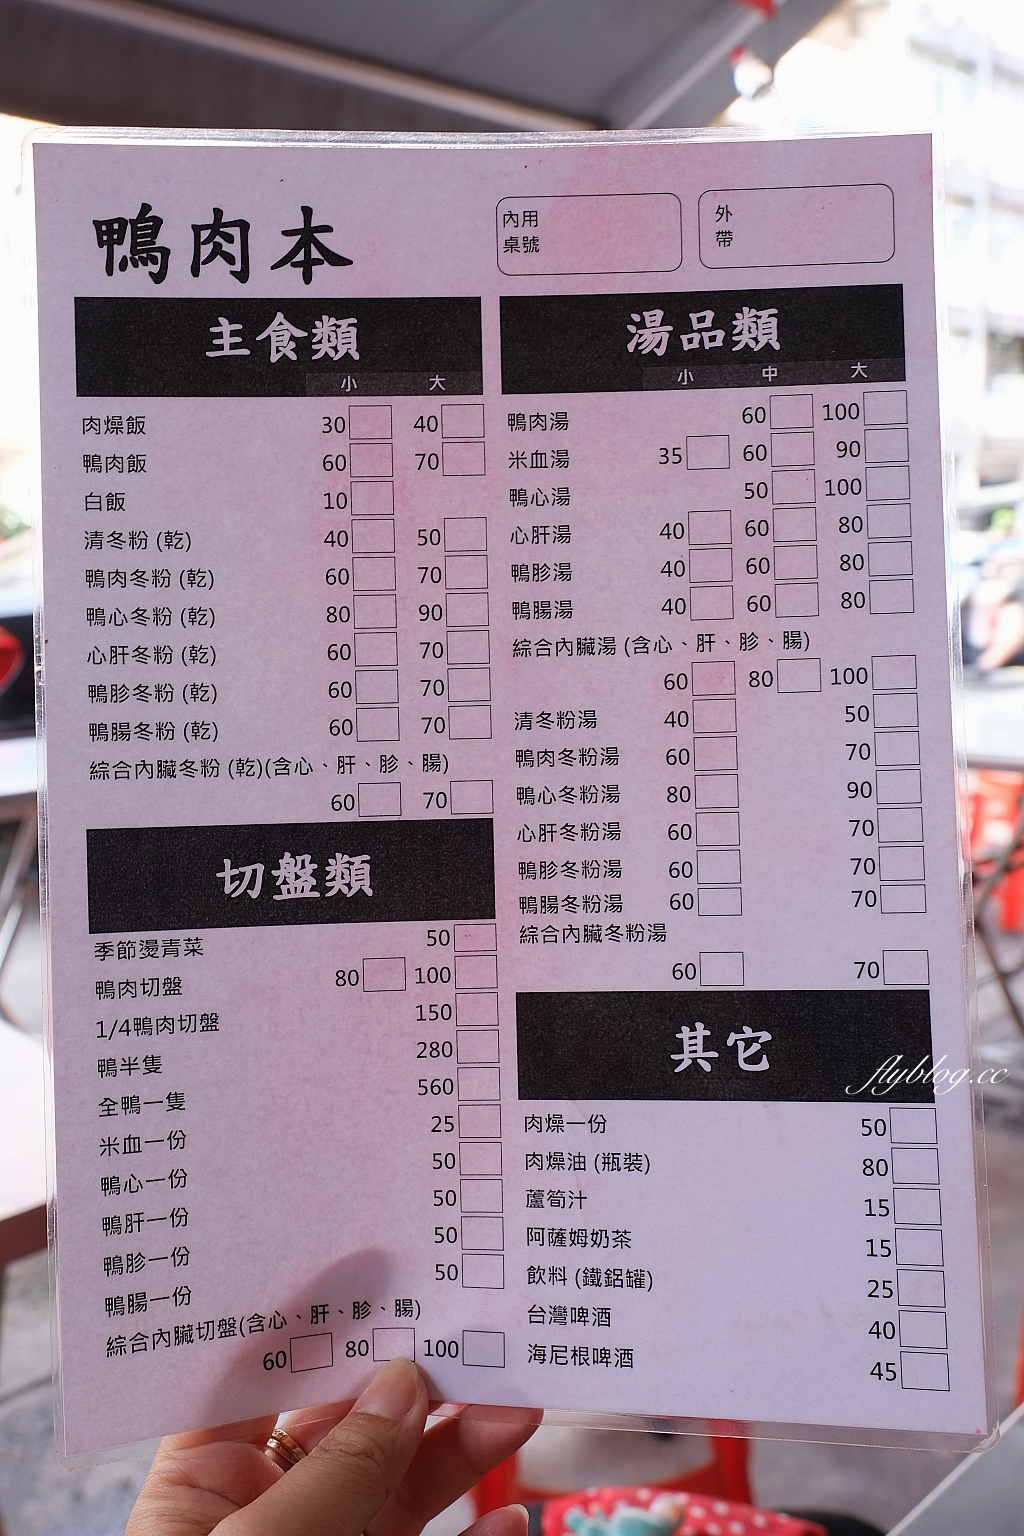 鴨肉本
內用
桌號
外
帶
主食類
小 大
肉燥飯 30 40
鴨肉飯 60 70
白飯 10
清冬粉 (乾) 40 50
鴨肉冬粉 (乾) 60 70
鴨心冬粉 (乾) 80 90
心肝冬粉 (乾) 60 70
鴨胗冬粉 (乾) 60 70
鴨腸冬粉 (乾) 60 70
綜合內臟冬粉 (乾)(含心、肝、胗、腸)
60 70
切盤類
季節燙青菜 50
鴨肉切盤 80 100
1/4鴨肉切盤 150
鴨半隻 280
全鴨一隻 560
米血一份 25
鴨心一份 50
鴨肝一份 50
鴨胗一份 50
鴨腸一份 50
綜合內臟切盤(含心、肝、胗、腸)
60 80 100
湯品類
小 中 大
鴨肉湯 60 100
米血湯 35 60 90
鴨心湯 50 100
心肝湯 40 60 80
鴨胗湯 40 60 80
鴨腸湯 40 60 80
綜合內臟湯 (含心、肝、胗、腸)
60 80 100
清冬粉湯 40 50
鴨肉冬粉湯 60 70
鴨心冬粉湯 80 90
心肝冬粉湯 60 70
鴨胗冬粉湯 60 70
鴨腸冬粉湯 60 70
綜合內臟冬粉湯
60 70
其它
肉燥一份 50
肉燥油 (瓶裝) 80
蘆筍汁 15
阿薩姆奶茶 15
飲料 (鐵鋁罐) 25
台灣啤酒 40
海尼根啤酒 45
flyblog.cc